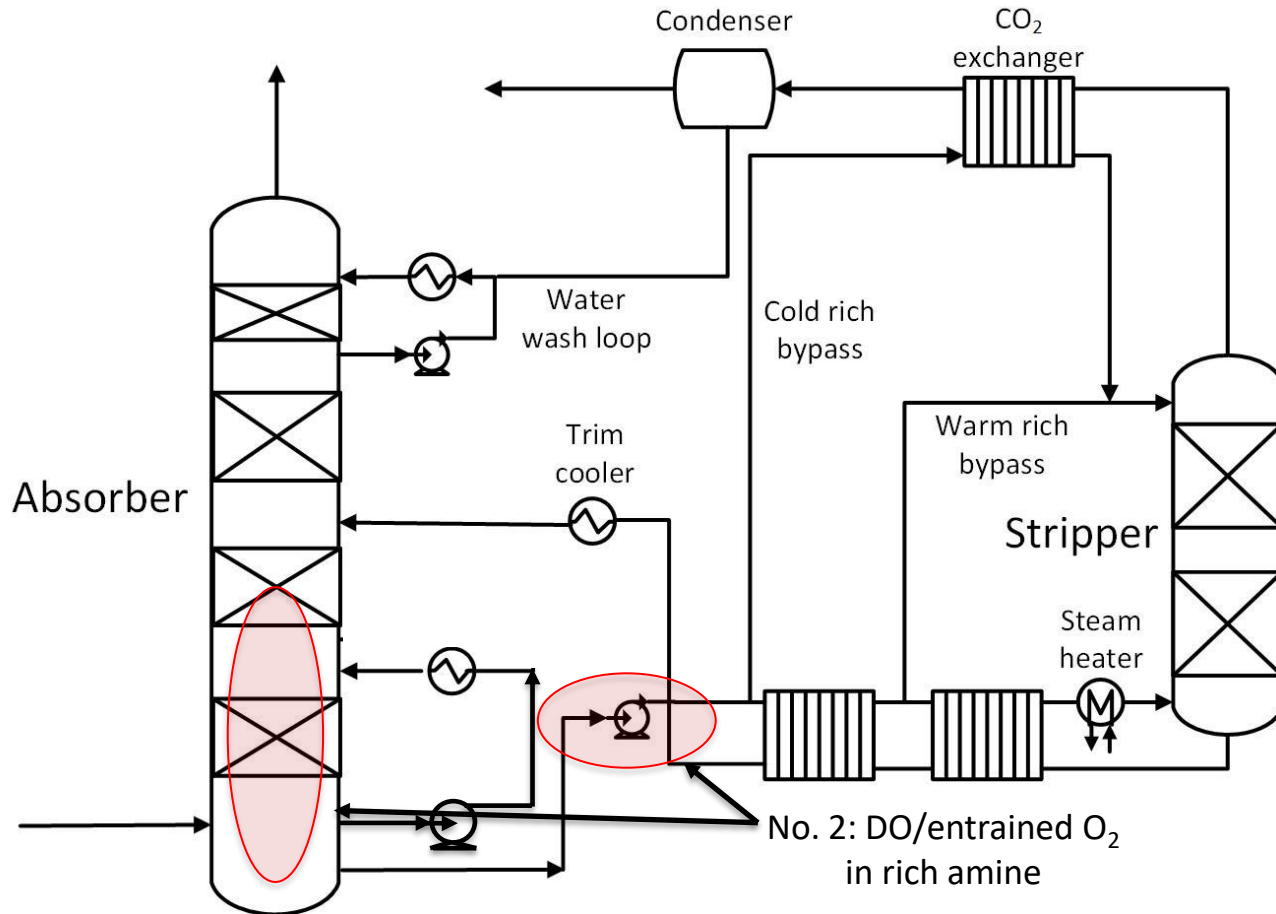 Condenser
CO₂
exchanger
Water
wash loop
Cold rich
bypass
Trim
cooler
Warm rich
bypass
Absorber
Stripper
Steam
heater
No. 2: DO/entrained O₂
in rich amine